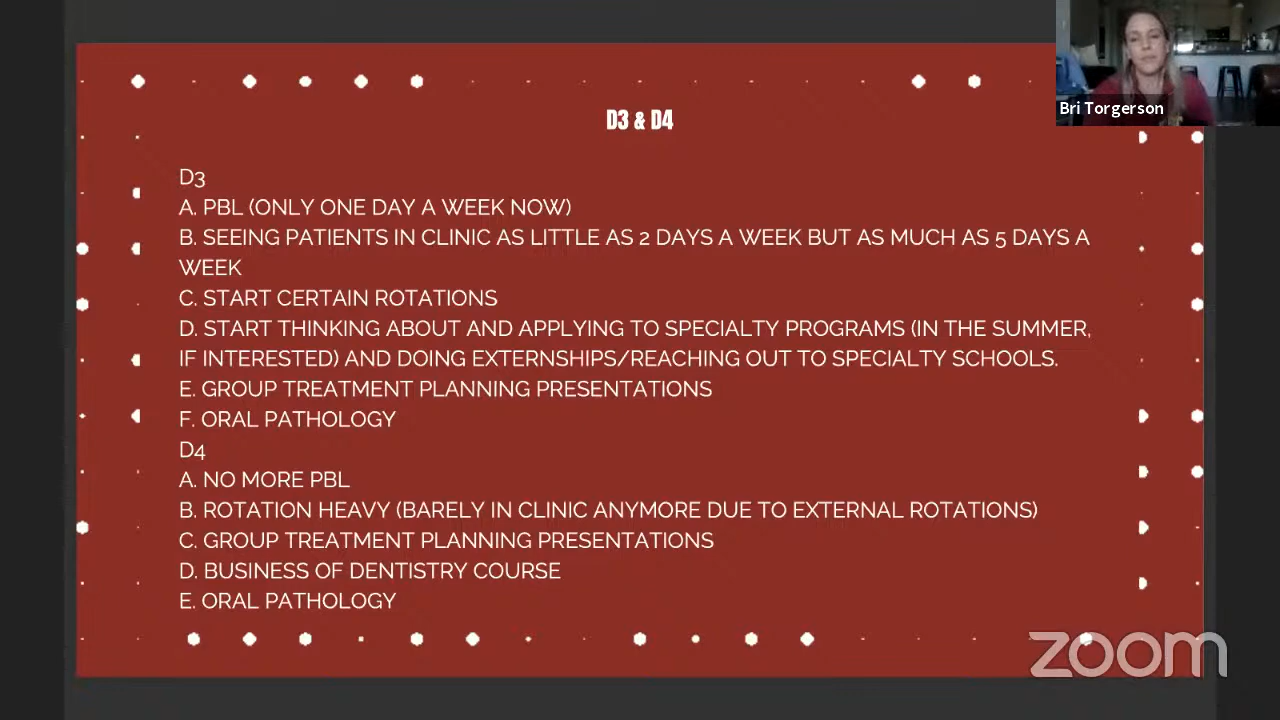 Bri Torgerson
D3 & D4
D3
A. PBL (ONLY ONE DAY A WEEK NOW)
B. SEEING PATIENTS IN CLINIC AS LITTLE AS 2 DAYS A WEEK BUT AS MUCH AS 5 DAYS A
WEEK
C. START CERTAIN ROTATIONS
D. START THINKING ABOUT AND APPLYING TO SPECIALTY PROGRAMS (IN THE SUMMER,
IF INTERESTED) AND DOING EXTERNSHIPS/REACHING OUT TO SPECIALTY SCHOOLS.
E. GROUP TREATMENT PLANNING PRESENTATIONS
F. ORAL PATHOLOGY
D4
A. NO MORE PBL
B. ROTATION HEAVY (BARELY IN CLINIC ANYMORE DUE TO EXTERNAL ROTATIONS)
C. GROUP TREATMENT PLANNING PRESENTATIONS
D. BUSINESS OF DENTISTRY COURSE
E. ORAL PATHOLOGY
zoom